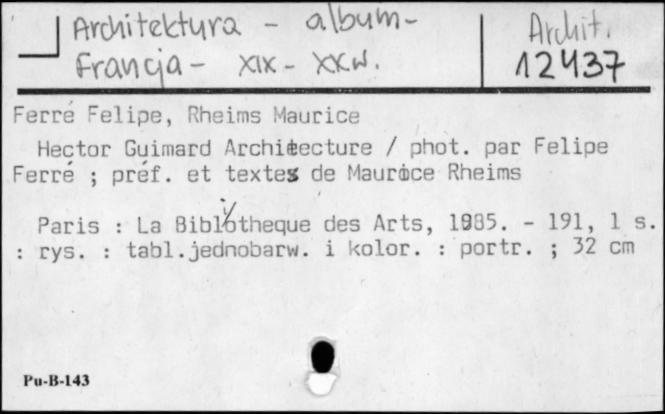 Architektura - album-
Francja - XIX - XXw.
Archit.
12437
Ferré Felipe, Rheims Maurice
Hector Guimard Architecture / phot. par Felipe
Ferré ; préf. et textes de Maurice Rheims
Paris : La Bibliotheque des Arts, 1985. - 191, 1 s.
: rys. : tabl.jednobarw. i kolor. : portr. ; 32 cm
Pu-B-143